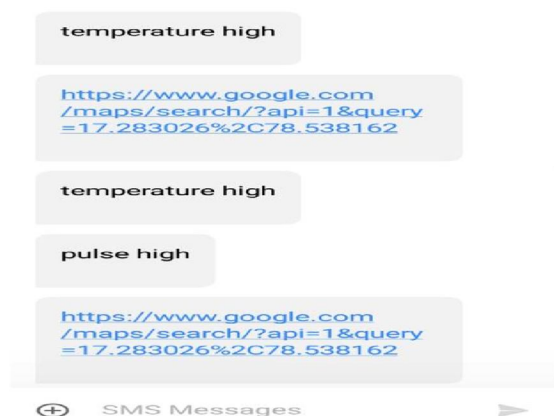 temperature high
https://www.google.com
/maps/search/?api=1&query
=17.283026%2C78.538162
temperature high
pulse high
https://www.google.com
/maps/search/?api=1&query
=17.283026%2C78.538162
SMS Messages